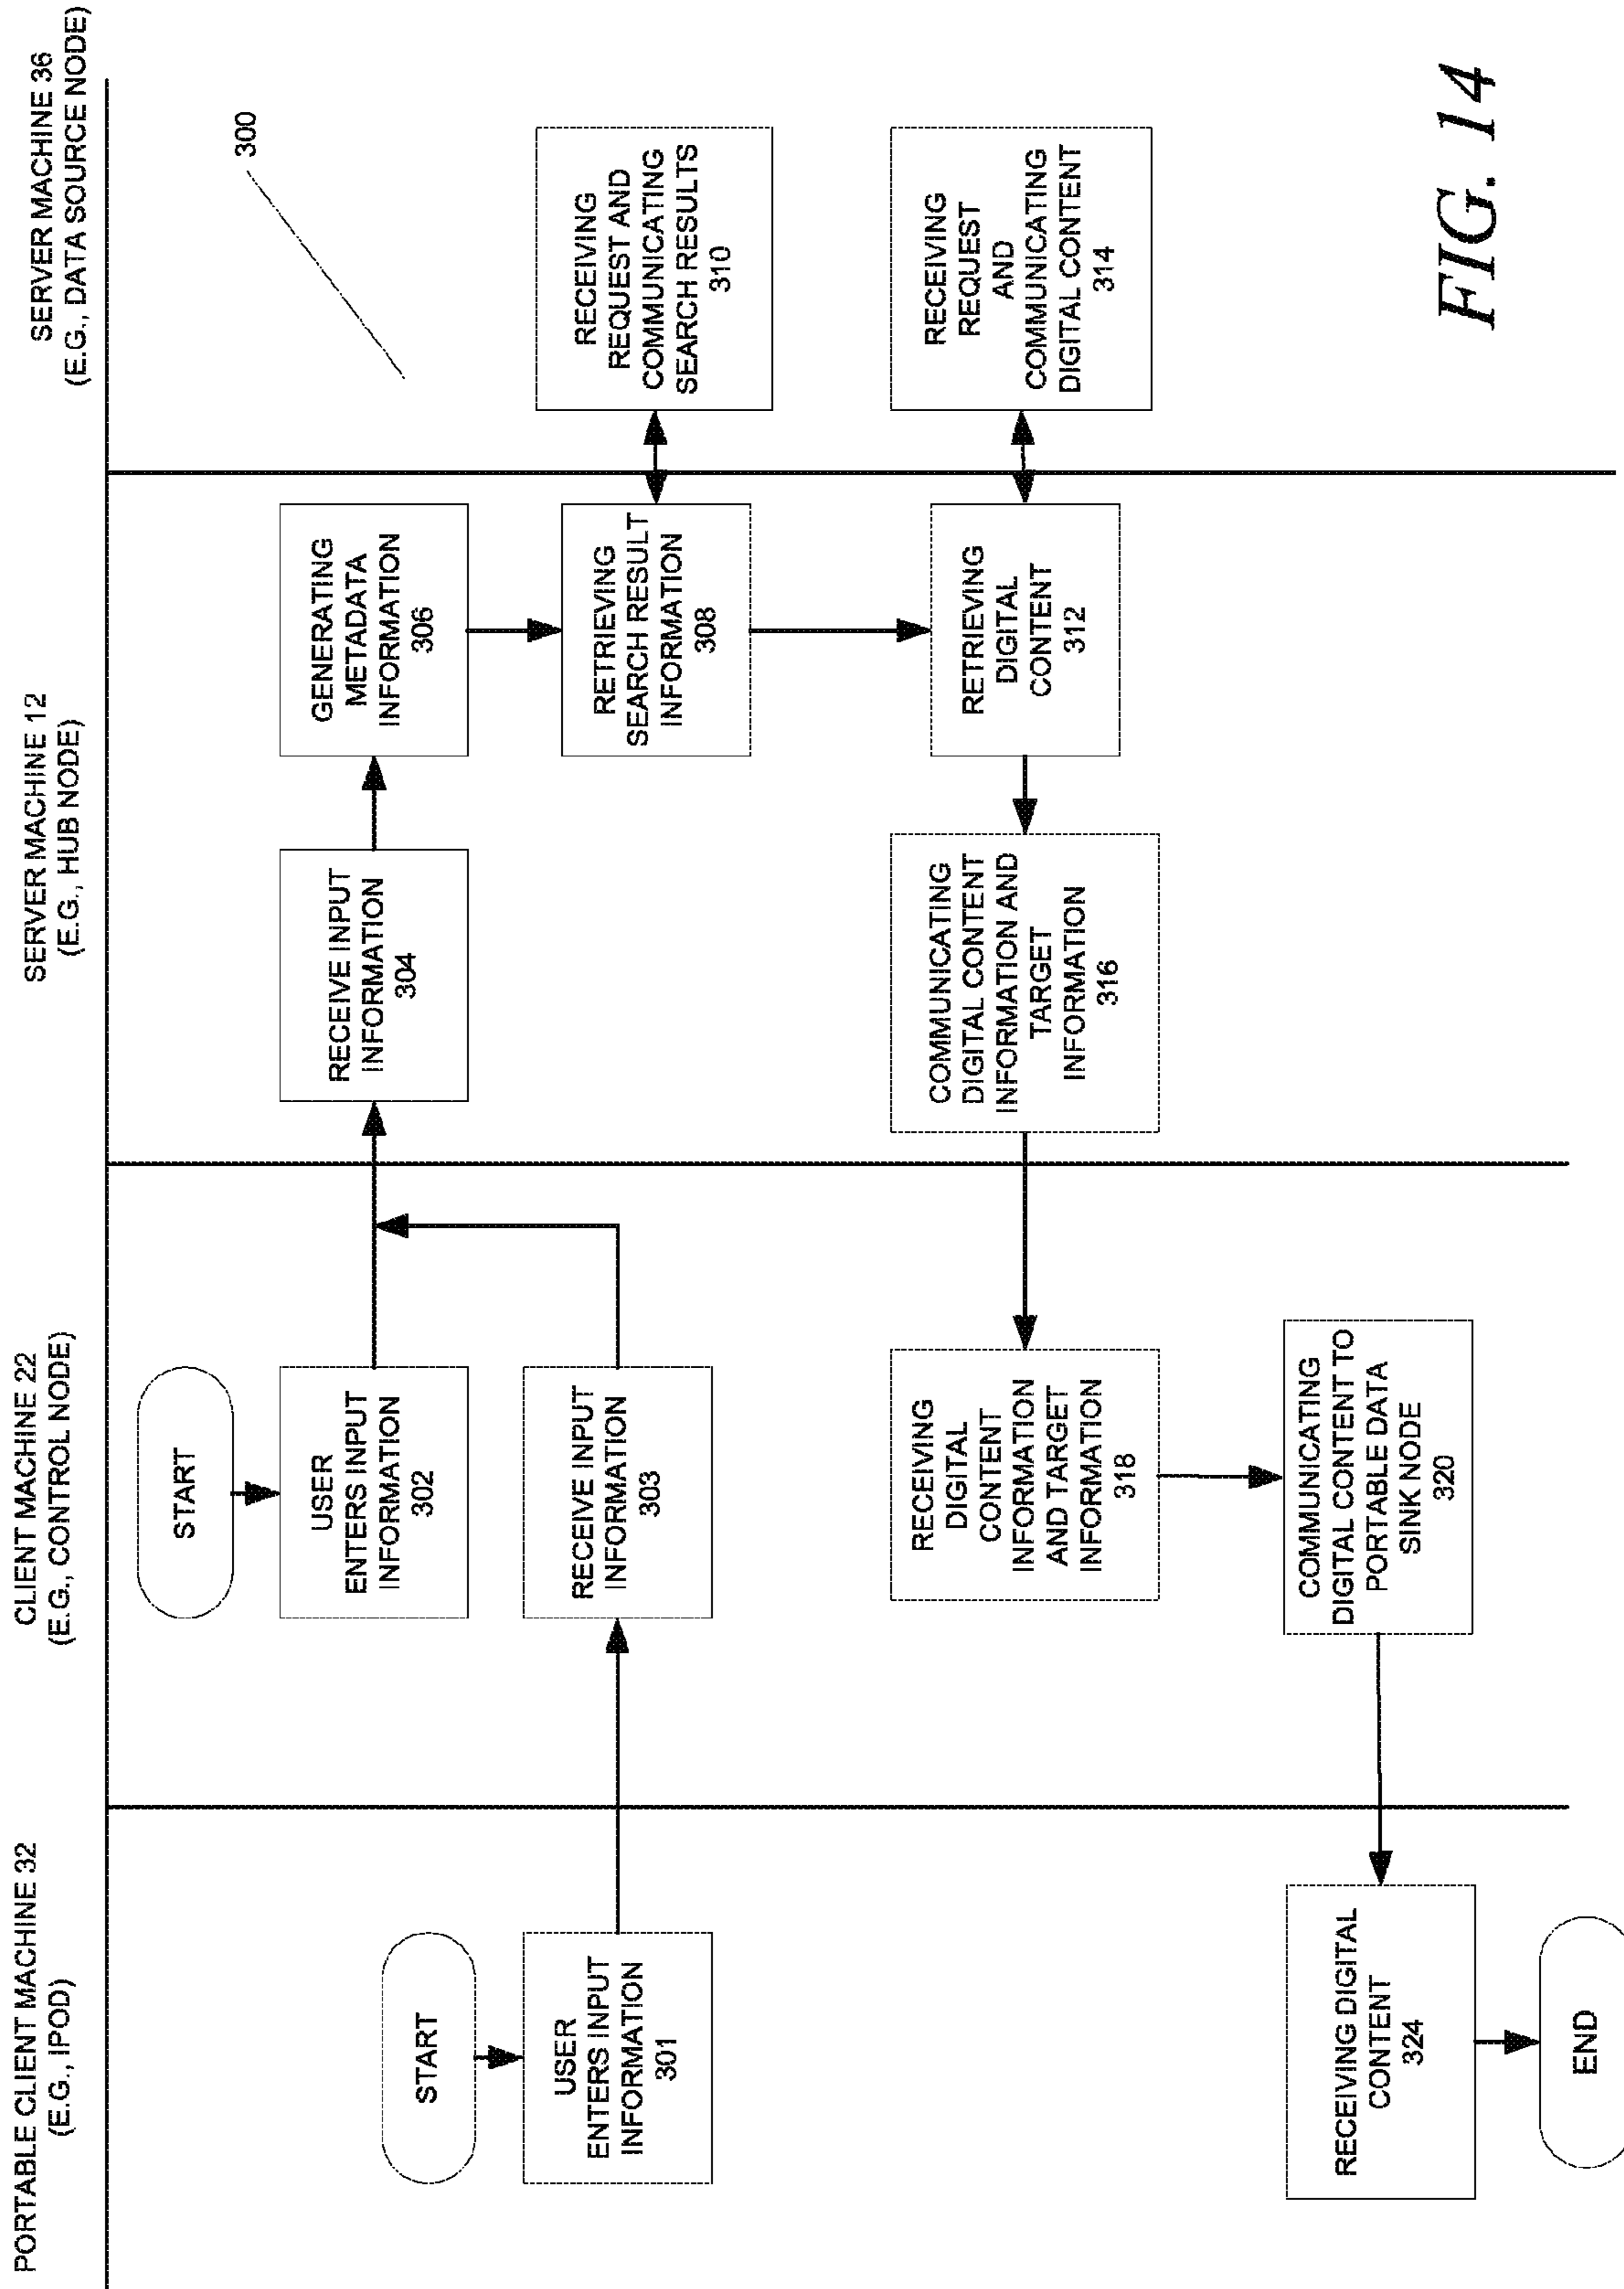 PORTABLE CLIENT MACHINE 32
(E.G., IPOD)
CLIENT MACHINE 22
(E.G., CONTROL NODE)
SERVER MACHINE 12
(E.G., HUB NODE)
SERVER MACHINE 36
(E.G., DATA SOURCE NODE)
300
START
START
USER
ENTERS INPUT
INFORMATION
301
USER
ENTERS INPUT
INFORMATION
302
RECEIVE INPUT
INFORMATION
303
RECEIVE INPUT
INFORMATION
304
GENERATING
METADATA
INFORMATION
306
RETRIEVING
SEARCH RESULT
INFORMATION
308
RECEIVING
REQUEST AND
COMMUNICATING
SEARCH RESULTS
310
RETRIEVING
DIGITAL
CONTENT
312
RECEIVING
REQUEST
AND
COMMUNICATING
DIGITAL CONTENT
314
COMMUNICATING
DIGITAL CONTENT
INFORMATION AND
TARGET
INFORMATION
316
RECEIVING
DIGITAL
CONTENT
INFORMATION
AND TARGET
INFORMATION
318
COMMUNICATING
DIGITAL CONTENT TO
PORTABLE DATA
SINK NODE
320
RECEIVING DIGITAL
CONTENT
324
END
FIG. 14